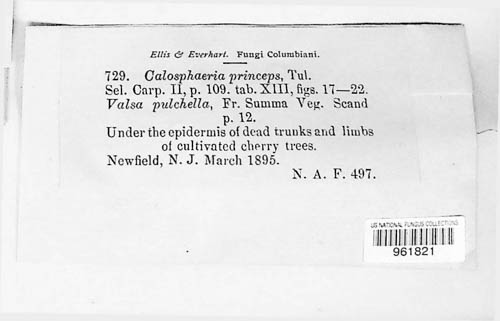 Ellis & Everhart. Fungi Columbiani.
729. Calosphaeria princeps, Tul.
Sel. Carp. II, p. 109. tab. XIII, figs. 17—22.
Valsa pulchella, Fr. Summa Veg. Scand
p. 12.
Under the epidermis of dead trunks and limbs
of cultivated cherry trees.
Newfield, N. J. March 1895.
N. A. F. 497.
US NATIONAL FUNGUS COLLECTIONS
961821